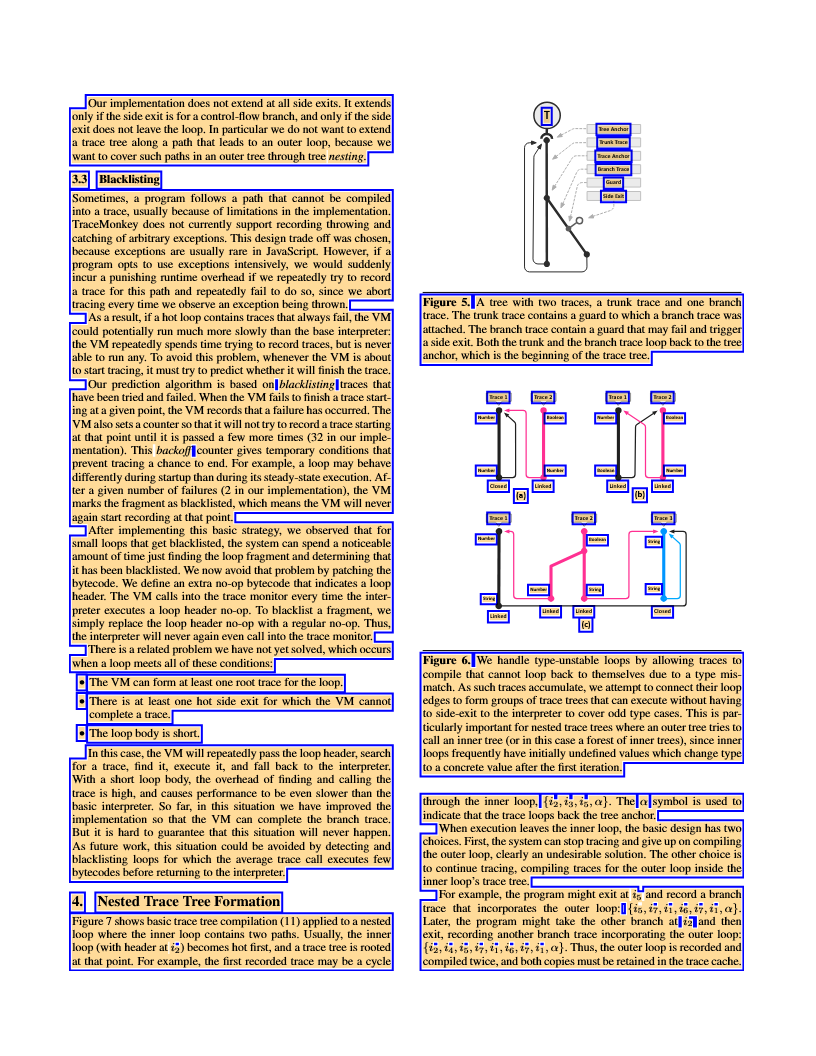 Our implementation does not extend at all side exits. It extends
only if the side exit is for a control-flow branch, and only if the side
exit does not leave the loop. In particular we do not want to extend
a trace tree along a path that leads to an outer loop, because we
want to cover such paths in an outer tree through tree nesting.
3.3 Blacklisting
Sometimes, a program follows a path that cannot be compiled
into a trace, usually because of limitations in the implementation.
TraceMonkey does not currently support recording throwing and
catching of arbitrary exceptions. This design trade off was chosen,
because exceptions are usually rare in JavaScript. However, if a
program opts to use exceptions intensively, we would suddenly
incur a punishing runtime overhead if we repeatedly try to record
a trace for this path and repeatedly fail to do so, since we abort
tracing every time we observe an exception being thrown.
As a result, if a hot loop contains traces that always fail, the VM
could potentially run much more slowly than the base interpreter:
the VM repeatedly spends time trying to record traces, but is never
able to run any. To avoid this problem, whenever the VM is about
to start tracing, it must try to predict whether it will finish the trace.
Our prediction algorithm is based on blacklisting traces that
have been tried and failed. When the VM fails to finish a trace start-
ing at a given point, the VM records that a failure has occurred. The
VM also sets a counter so that it will not try to record a trace starting
at that point until it is passed a few more times (32 in our imple-
mentation). This backoff counter gives temporary conditions that
prevent tracing a chance to end. For example, a loop may behave
differently during startup than during its steady-state execution. Af-
ter a given number of failures (2 in our implementation), the VM
marks the fragment as blacklisted, which means the VM will never
again start recording at that point.
After implementing this basic strategy, we observed that for
small loops that get blacklisted, the system can spend a noticeable
amount of time just finding the loop fragment and determining that
it has been blacklisted. We now avoid that problem by patching the
bytecode. We define an extra no-op bytecode that indicates a loop
header. The VM calls into the trace monitor every time the inter-
preter executes a loop header no-op. To blacklist a fragment, we
simply replace the loop header no-op with a regular no-op. Thus,
the interpreter will never again even call into the trace monitor.
There is a related problem we have not yet solved, which occurs
when a loop meets all of these conditions:
• The VM can form at least one root trace for the loop.
• There is at least one hot side exit for which the VM cannot
complete a trace.
• The loop body is short.
In this case, the VM will repeatedly pass the loop header, search
for a trace, find it, execute it, and fall back to the interpreter.
With a short loop body, the overhead of finding and calling the
trace is high, and causes performance to be even slower than the
basic interpreter. So far, in this situation we have improved the
implementation so that the VM can complete the branch trace.
But it is hard to guarantee that this situation will never happen.
As future work, this situation could be avoided by detecting and
blacklisting loops for which the average trace call executes few
bytecodes before returning to the interpreter.
4. Nested Trace Tree Formation
Figure 7 shows basic trace tree compilation (11) applied to a nested
loop where the inner loop contains two paths. Usually, the inner
loop (with header at i2) becomes hot first, and a trace tree is rooted
at that point. For example, the first recorded trace may be a cycle
T
Tree Anchor
Trunk Trace
Trace Anchor
Branch Trace
Guard
Side Exit
Figure 5. A tree with two traces, a trunk trace and one branch
trace. The trunk trace contains a guard to which a branch trace was
attached. The branch trace contain a guard that may fail and trigger
a side exit. Both the trunk and the branch trace loop back to the tree
anchor, which is the beginning of the trace tree.
Trace 1 Trace 2 Trace 1 Trace 2
Number Boolean Number Boolean
Number Number Boolean Number
Closed Linked Linked Linked
(a) (b)
Trace 1 Trace 2 Trace 3
Number Boolean String
Number String String
String
Linked Linked Linked Closed
(c)
Figure 6. We handle type-unstable loops by allowing traces to
compile that cannot loop back to themselves due to a type mis-
match. As such traces accumulate, we attempt to connect their loop
edges to form groups of trace trees that can execute without having
to side-exit to the interpreter to cover odd type cases. This is par-
ticularly important for nested trace trees where an outer tree tries to
call an inner tree (or in this case a forest of inner trees), since inner
loops frequently have initially undefined values which change type
to a concrete value after the first iteration.
through the inner loop, {i2, i3, i5, α}. The α symbol is used to
indicate that the trace loops back the tree anchor.
When execution leaves the inner loop, the basic design has two
choices. First, the system can stop tracing and give up on compiling
the outer loop, clearly an undesirable solution. The other choice is
to continue tracing, compiling traces for the outer loop inside the
inner loop's trace tree.
For example, the program might exit at i5 and record a branch
trace that incorporates the outer loop: {i5, i7, i1, i6, i7, i1, α}.
Later, the program might take the other branch at i2 and then
exit, recording another branch trace incorporating the outer loop:
{i2, i4, i5, i7, i1, i6, i7, i1, α}. Thus, the outer loop is recorded and
compiled twice, and both copies must be retained in the trace cache.